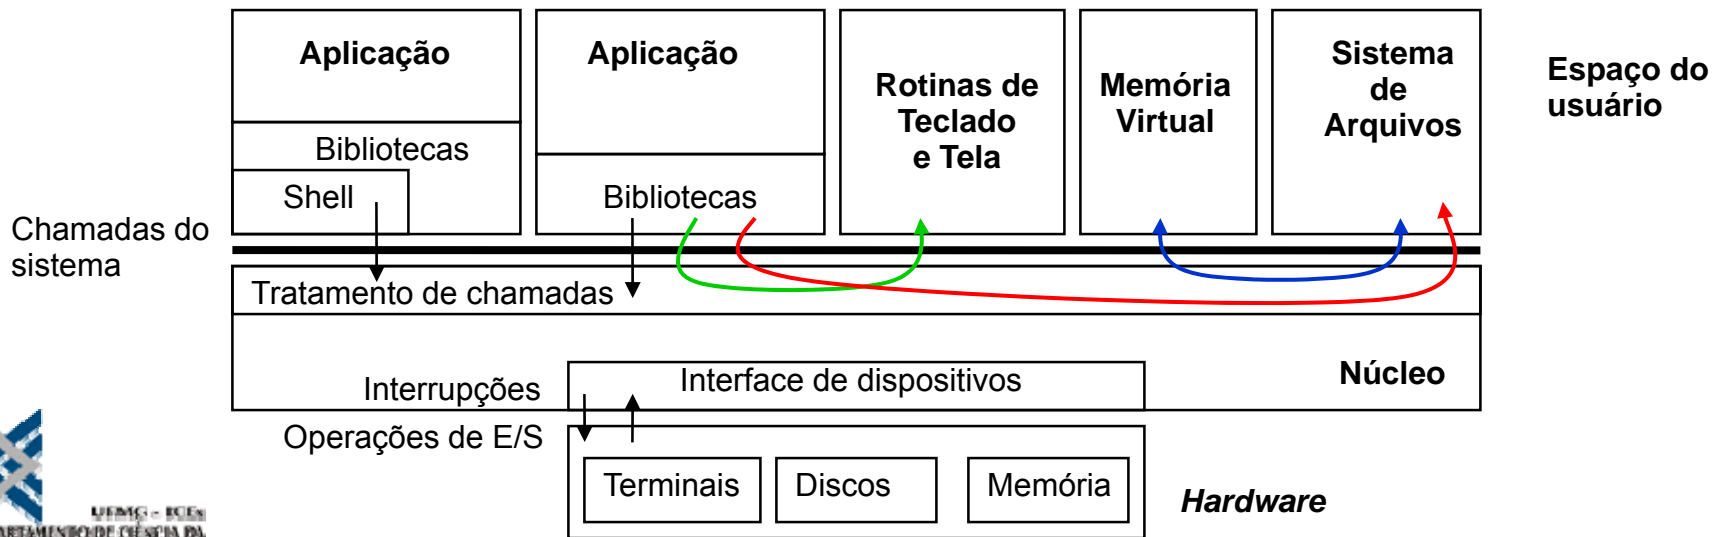 Aplicação
Aplicação
Rotinas de
Teclado
e Tela
Memória
Virtual
Sistema
de
Arquivos
Espaço do
usuário
Bibliotecas
Shell
Bibliotecas
Chamadas do
sistema
Tratamento de chamadas
Interrupções
Interface de dispositivos
Núcleo
Operações de E/S
Terminais
Discos
Memória
Hardware
UFMG - ICEx